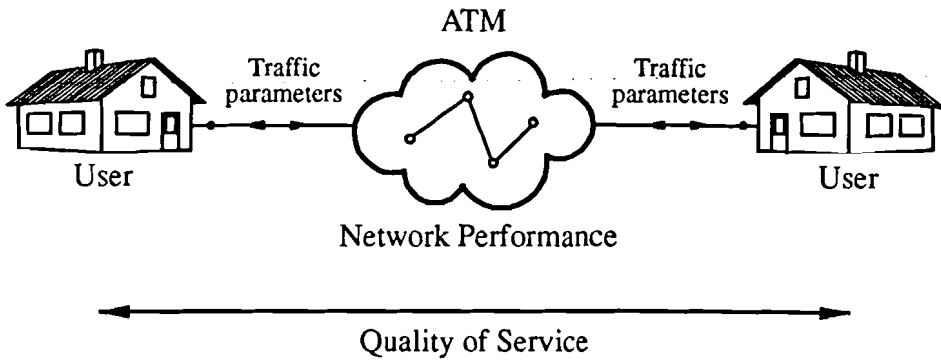 ATM
Traffic
parameters
Traffic
parameters
User
User
Network Performance
Quality of Service